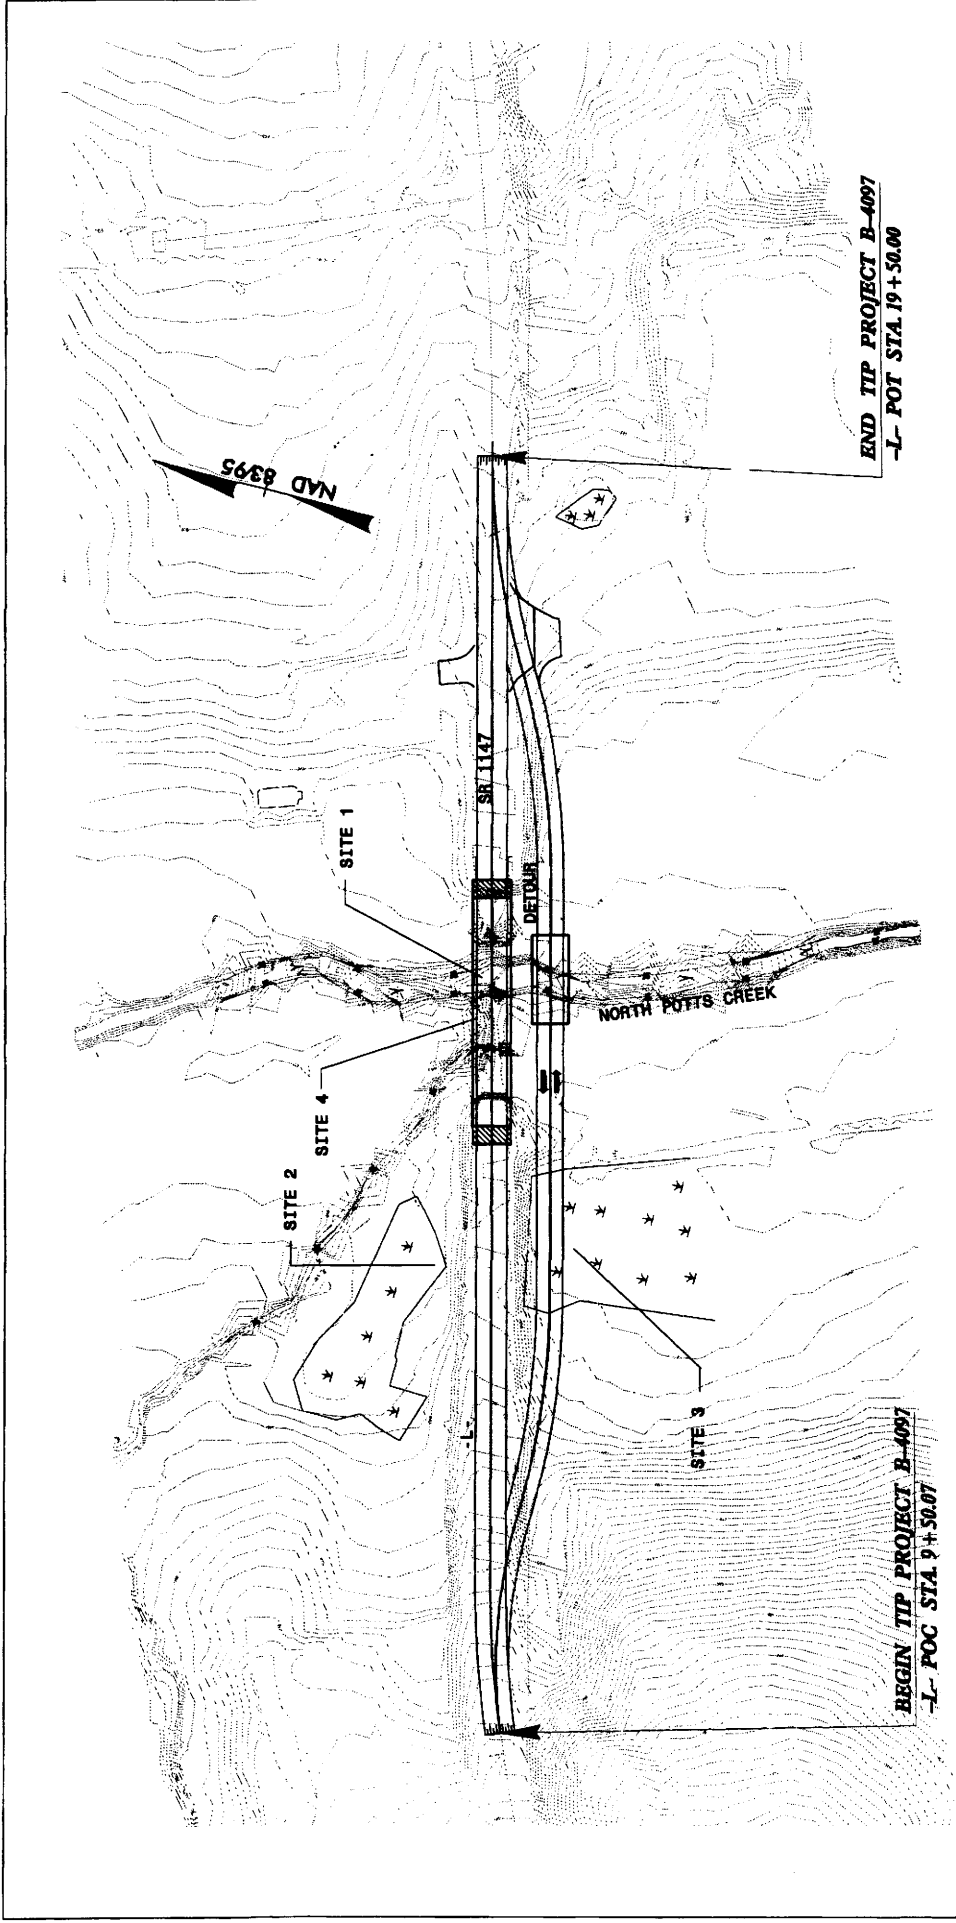 NAD 83/95
END TIP PROJECT B-4097
-L- POT STA. 19+50.00
SR 1147
SITE 1
DETOUR
NORTH POTTS CREEK
SITE 4
SITE 2
-L-
SITE 3
BEGIN TIP PROJECT B-4097
-L- POC STA. 9+50.07